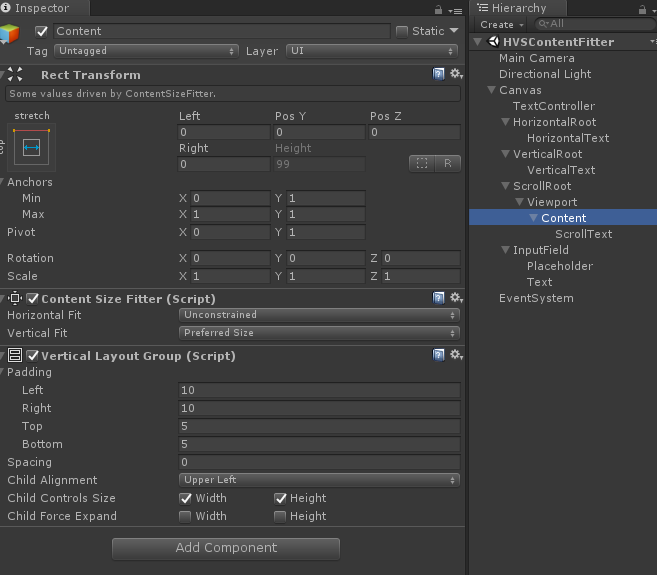 Inspector
Content
Static
Tag
Untagged
Layer
UI
Rect Transform
Some values driven by ContentSizeFitter.
stretch
top
Left
Pos Y
Pos Z
0
0
0
Right
Height
0
99
R
Anchors
Min
X 0
Y 1
Max
X 1
Y 1
Pivot
X 0
Y 1
Rotation
X 0
Y 0
Z 0
Scale
X 1
Y 1
Z 1
Content Size Fitter (Script)
Horizontal Fit
Unconstrained
Vertical Fit
Preferred Size
Vertical Layout Group (Script)
Padding
Left
10
Right
10
Top
5
Bottom
5
Spacing
0
Child Alignment
Upper Left
Child Controls Size
Width
Height
Child Force Expand
Width
Height
Add Component
Hierarchy
Create
All
HVSContentFitter
Main Camera
Directional Light
Canvas
TextController
HorizontalRoot
HorizontalText
VerticalRoot
VerticalText
ScrollRoot
Viewport
Content
ScrollText
InputField
Placeholder
Text
EventSystem